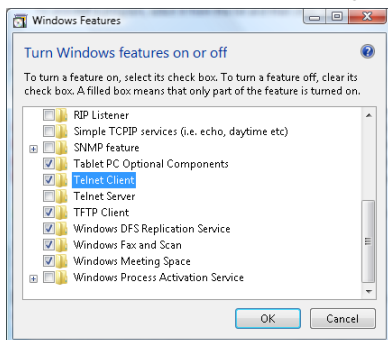 Windows Features
Turn Windows features on or off
To turn a feature on, select its check box. To turn a feature off, clear its
check box. A filled box means that only part of the feature is turned on.
RIP Listener
Simple TCPIP services (i.e. echo, daytime etc)
SNMP feature
Tablet PC Optional Components
Telnet Client
Telnet Server
TFTP Client
Windows DFS Replication Service
Windows Fax and Scan
Windows Meeting Space
Windows Process Activation Service
OK Cancel